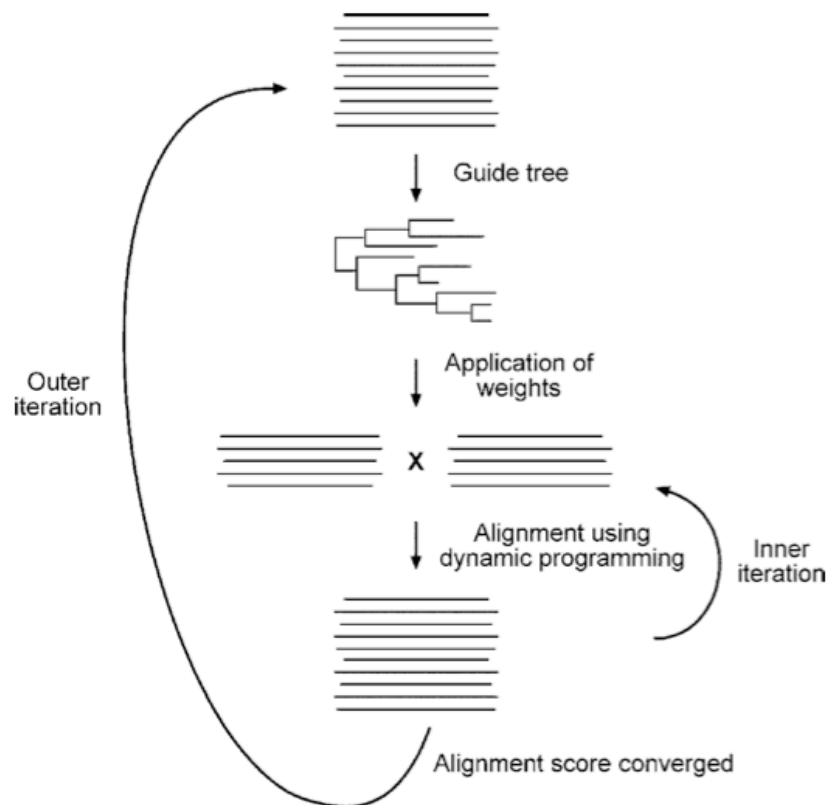 Guide tree
Application of
weights
Outer
iteration
X
Alignment using
dynamic programming
Inner
iteration
Alignment score converged